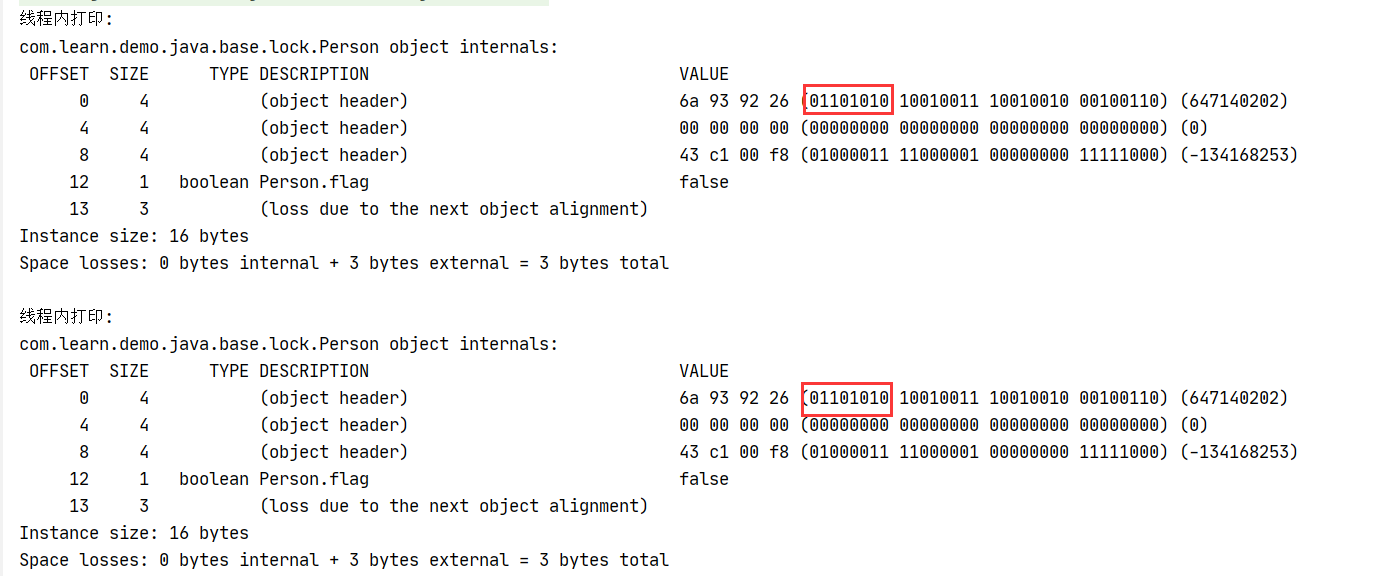 线程内打印:
com.learn.demo.java.base.lock.Person object internals:
OFFSET  SIZE      TYPE DESCRIPTION                               VALUE
0     4           (object header)                           6a 93 92 26 (01101010 10010011 10010010 00100110) (647140202)
4     4           (object header)                           00 00 00 00 (00000000 00000000 00000000 00000000) (0)
8     4           (object header)                           43 c1 00 f8 (01000011 11000001 00000000 11111000) (-134168253)
12     1   boolean Person.flag                               false
13     3           (loss due to the next object alignment)
Instance size: 16 bytes
Space losses: 0 bytes internal + 3 bytes external = 3 bytes total
线程内打印:
com.learn.demo.java.base.lock.Person object internals:
OFFSET  SIZE      TYPE DESCRIPTION                               VALUE
0     4           (object header)                           6a 93 92 26 (01101010 10010011 10010010 00100110) (647140202)
4     4           (object header)                           00 00 00 00 (00000000 00000000 00000000 00000000) (0)
8     4           (object header)                           43 c1 00 f8 (01000011 11000001 00000000 11111000) (-134168253)
12     1   boolean Person.flag                               false
13     3           (loss due to the next object alignment)
Instance size: 16 bytes
Space losses: 0 bytes internal + 3 bytes external = 3 bytes total